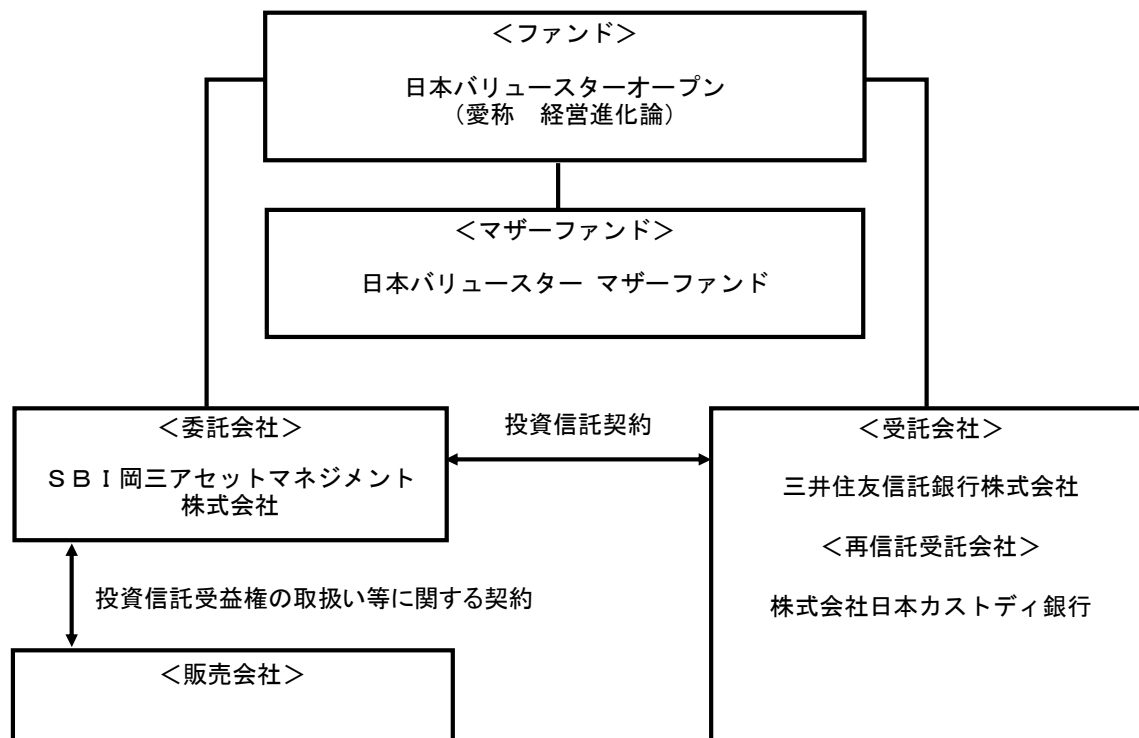 ＜ファンド＞
日本バリュースターオープン
（愛称　経営進化論）
＜マザーファンド＞
日本バリュースター マザーファンド
＜委託会社＞
ＳＢＩ岡三アセットマネジメント
株式会社
投資信託契約
＜受託会社＞
三井住友信託銀行株式会社
＜再信託受託会社＞
株式会社日本カストディ銀行
投資信託受益権の取扱い等に関する契約
＜販売会社＞